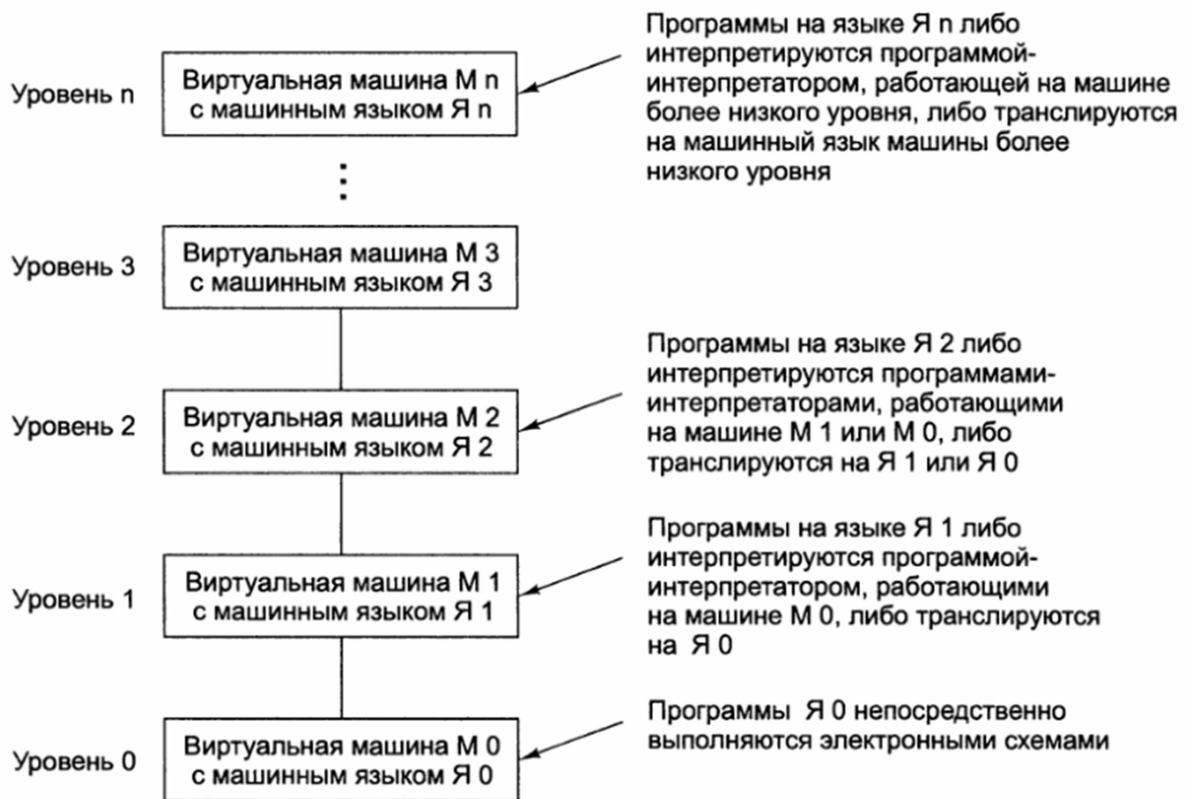 Программы на языке Я n либо
интерпретируются программой-
интерпретатором, работающей на машине
более низкого уровня, либо транслируются
на машинный язык машины более
низкого уровня
Уровень n
Виртуальная машина М n
с машинным языком Я n
Уровень 3
Виртуальная машина М 3
с машинным языком Я 3
Программы на языке Я 2 либо
интерпретируются программами-
интерпретаторами, работающими
на машине М 1 или М 0, либо
транслируются на Я 1 или Я 0
Уровень 2
Виртуальная машина М 2
с машинным языком Я 2
Программы на языке Я 1 либо
интерпретируются программой-
интерпретатором, работающими
на машине М 0, либо транслируются
на Я 0
Уровень 1
Виртуальная машина М 1
с машинным языком Я 1
Программы Я 0 непосредственно
выполняются электронными схемами
Уровень 0
Виртуальная машина М 0
с машинным языком Я 0